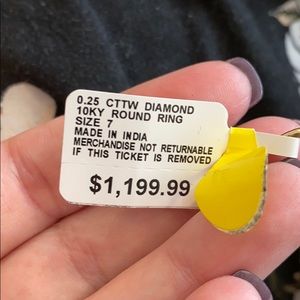 0.25 CTTW DIAMOND
10KY ROUND RING
SIZE 7
MADE IN INDIA
MERCHANDISE NOT RETURNABLE
IF THIS TICKET IS REMOVED
$1,199.99